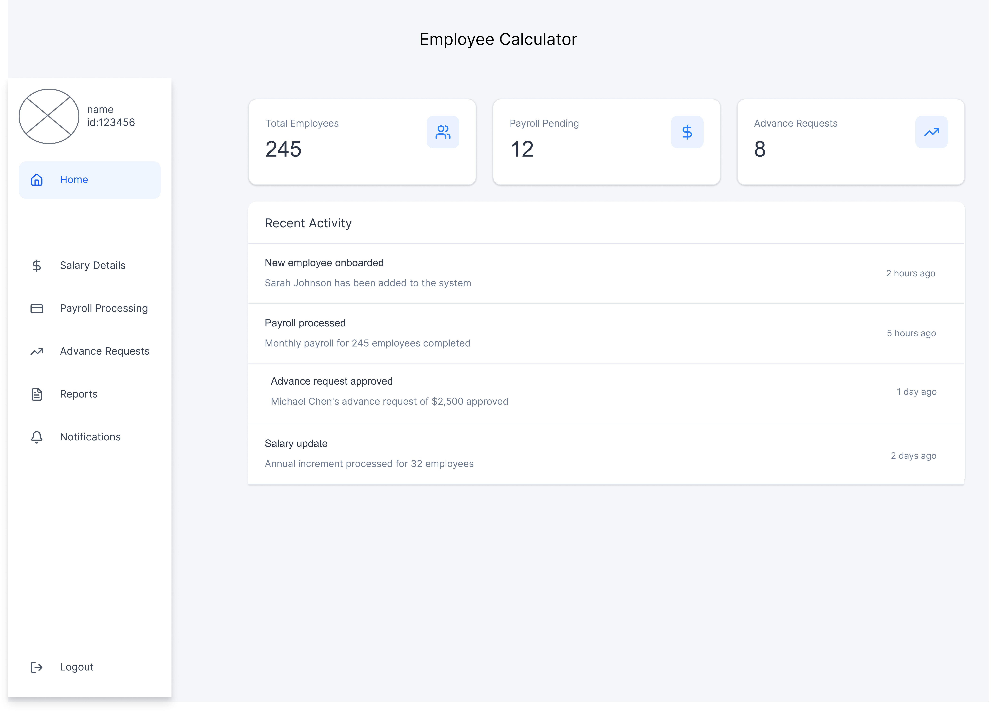 Employee Calculator
name
id:123456
Home
Salary Details
Payroll Processing
Advance Requests
Reports
Notifications
Logout
Total Employees
245
Payroll Pending
12
Advance Requests
8
Recent Activity
New employee onboarded
Sarah Johnson has been added to the system
2 hours ago
Payroll processed
Monthly payroll for 245 employees completed
5 hours ago
Advance request approved
Michael Chen's advance request of $2,500 approved
1 day ago
Salary update
Annual increment processed for 32 employees
2 days ago